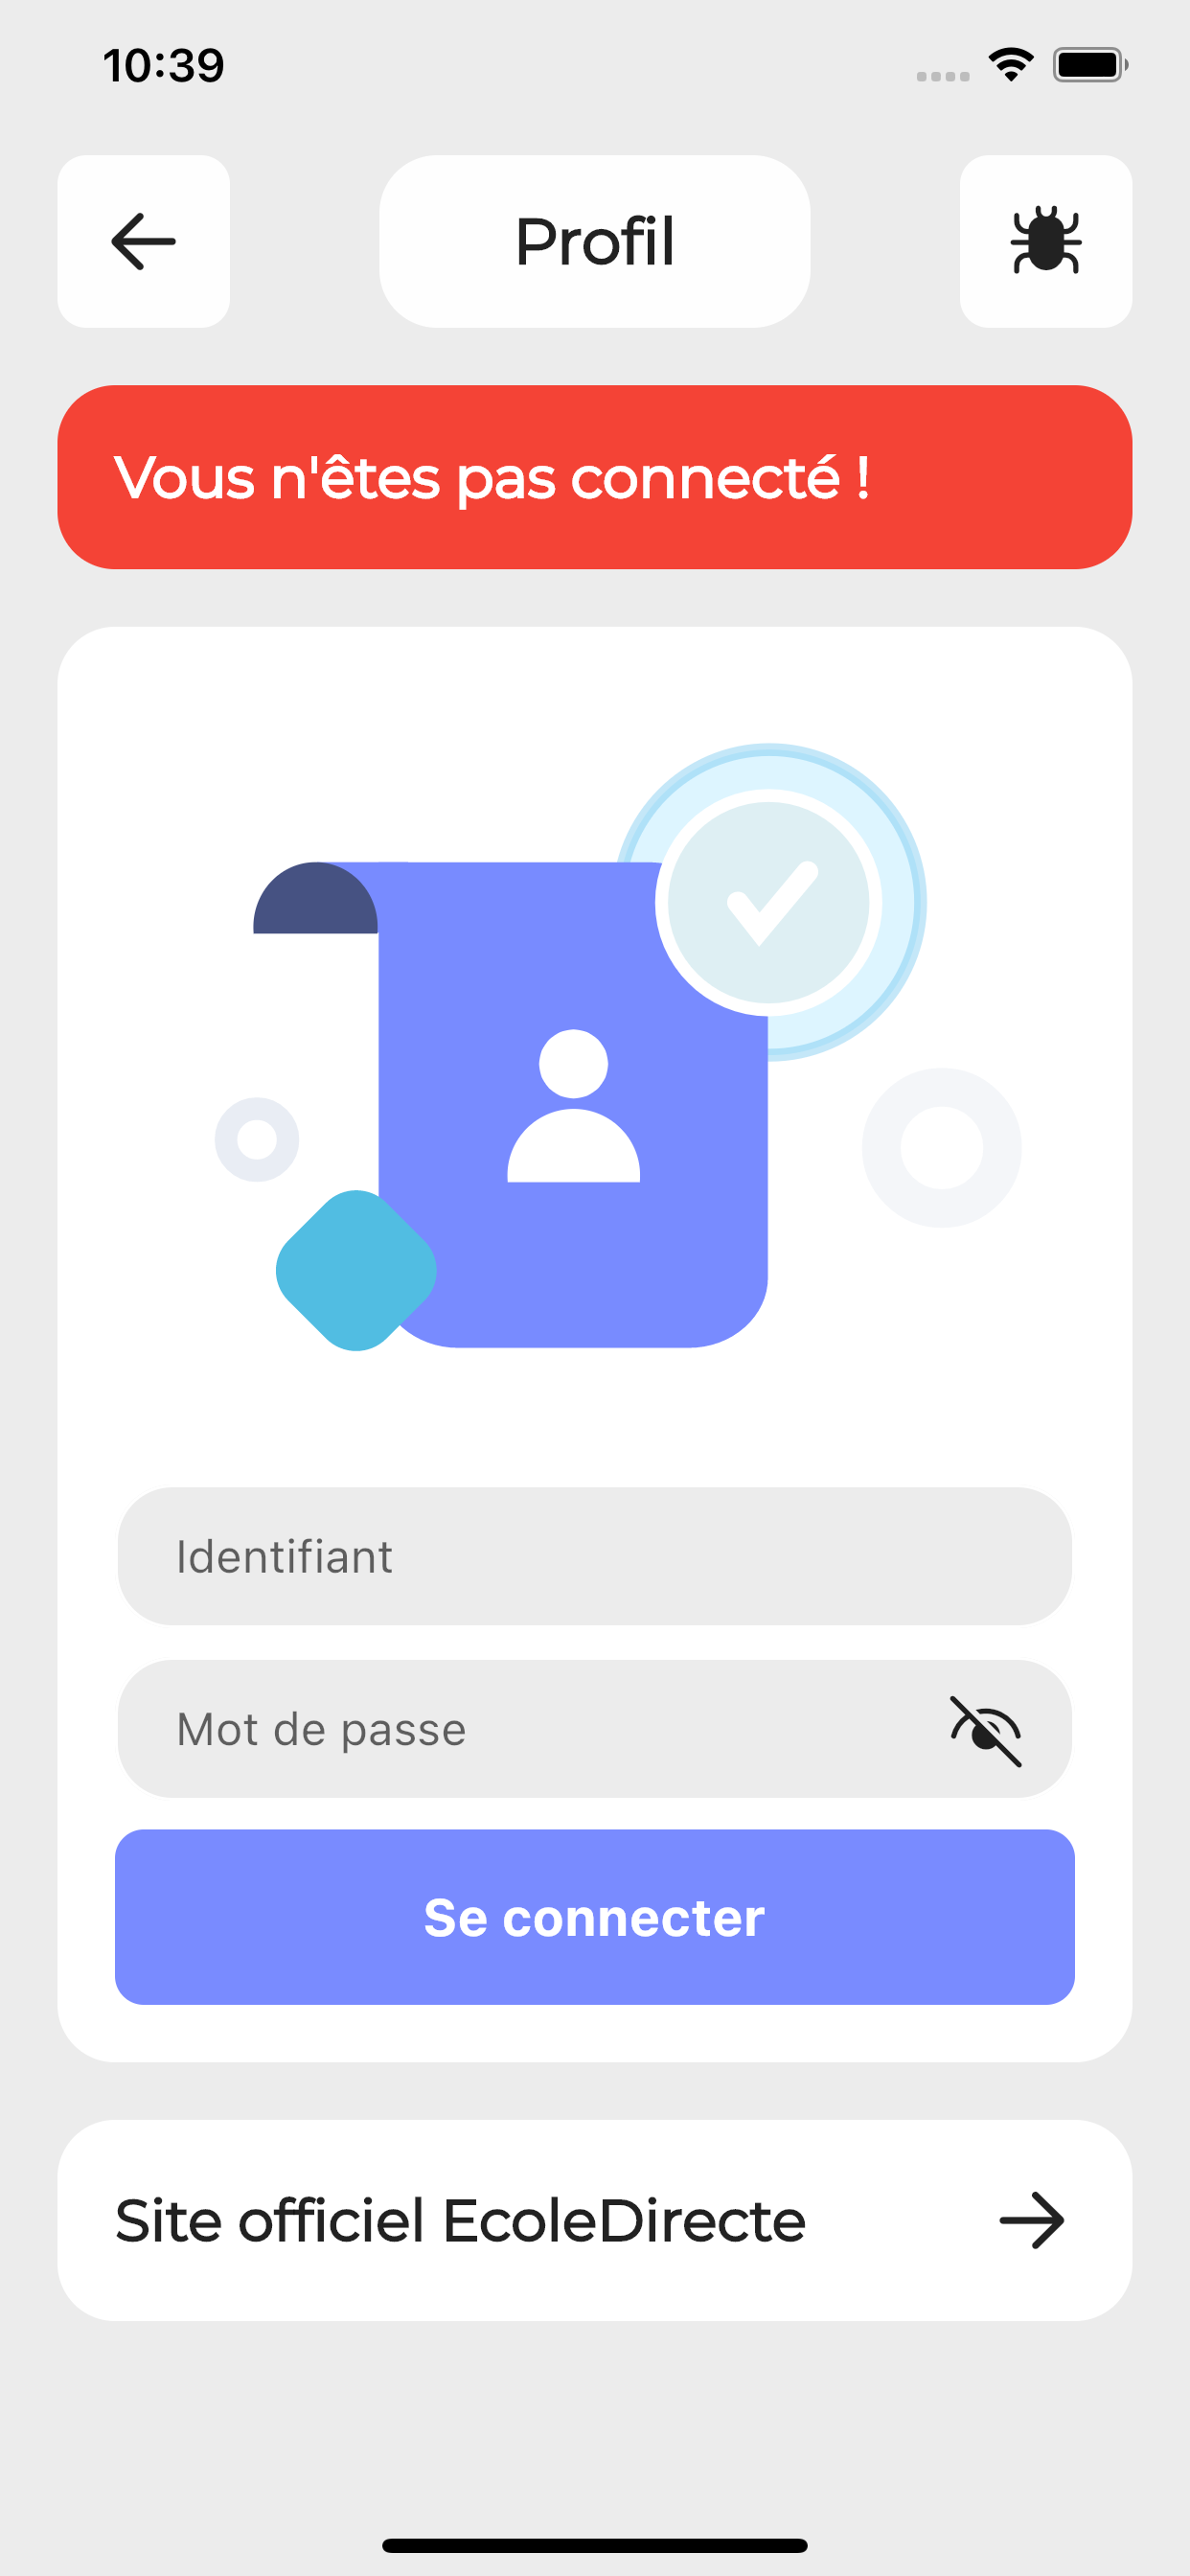 10:39
Profil
Vous n'êtes pas connecté !
Identifiant
Mot de passe
Se connecter
Site officiel EcoleDirecte